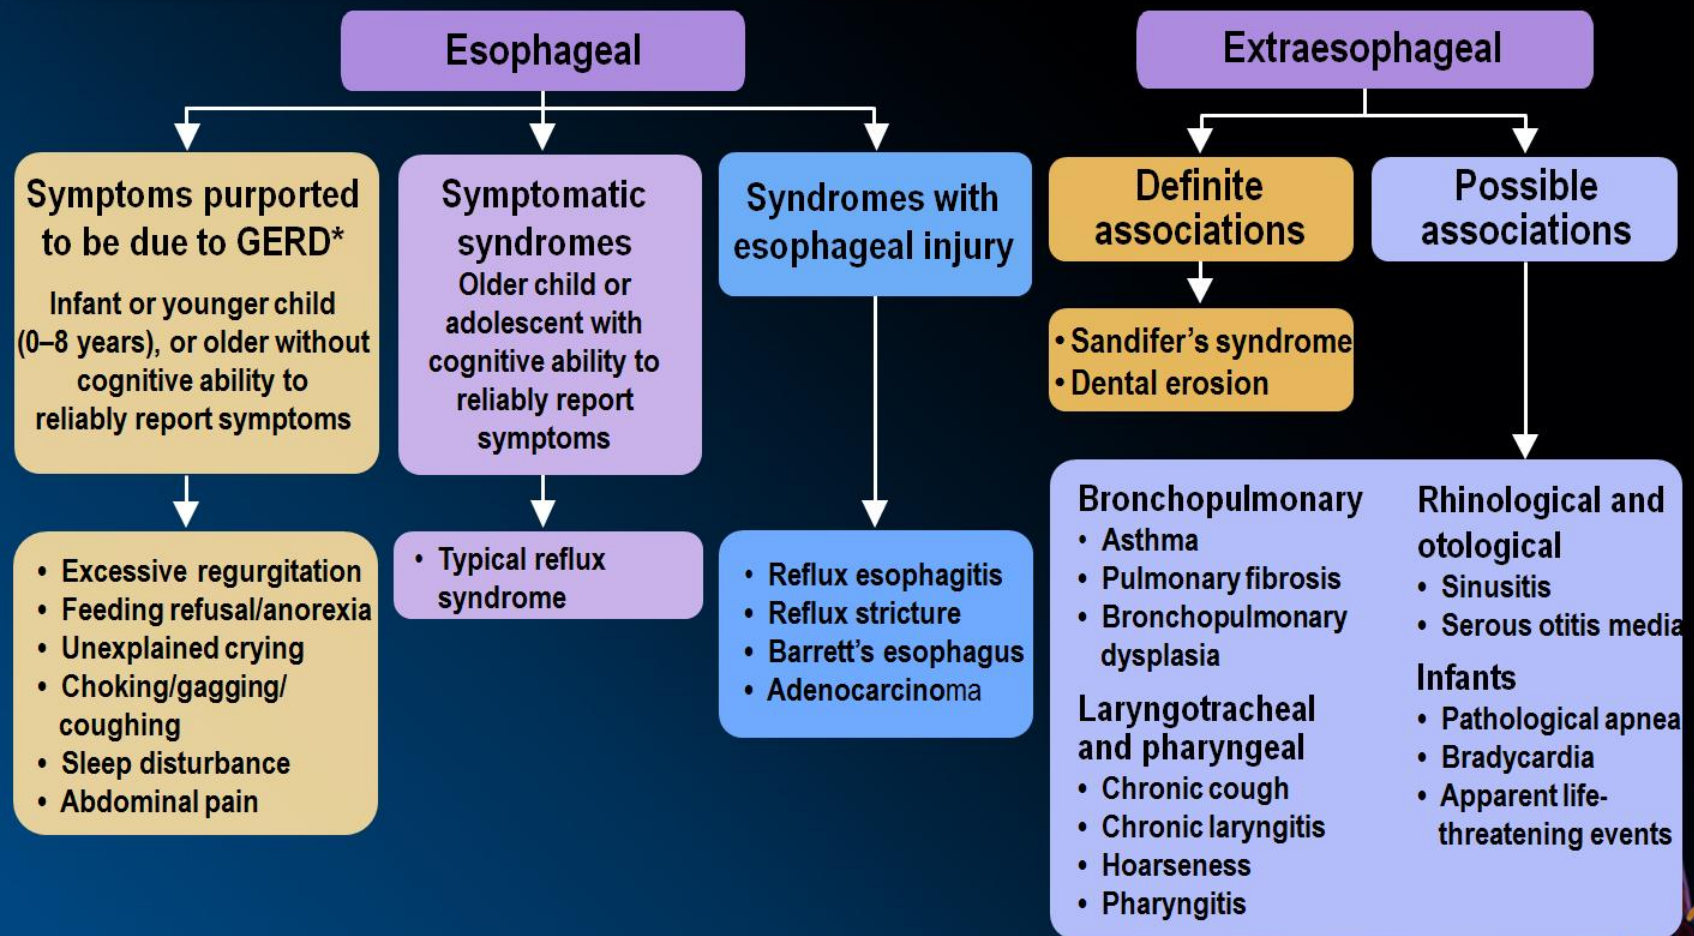 Esophageal
Symptoms purported
to be due to GERD*
Infant or younger child
(0–8 years), or older without
cognitive ability to
reliably report symptoms
• Excessive regurgitation
• Feeding refusal/anorexia
• Unexplained crying
• Choking/gagging/
coughing
• Sleep disturbance
• Abdominal pain
Symptomatic
syndromes
Older child or
adolescent with
cognitive ability to
reliably report
symptoms
• Typical reflux
syndrome
Syndromes with
esophageal injury
• Reflux esophagitis
• Reflux stricture
• Barrett’s esophagus
• Adenocarcinoma
Extraesophageal
Definite
associations
• Sandifer’s syndrome
• Dental erosion
Possible
associations
Bronchopulmonary
• Asthma
• Pulmonary fibrosis
• Bronchopulmonary
dysplasia
Laryngotracheal
and pharyngeal
• Chronic cough
• Chronic laryngitis
• Hoarseness
• Pharyngitis
Rhinological and
otological
• Sinusitis
• Serous otitis media
Infants
• Pathological apnea
• Bradycardia
• Apparent life-
threatening events